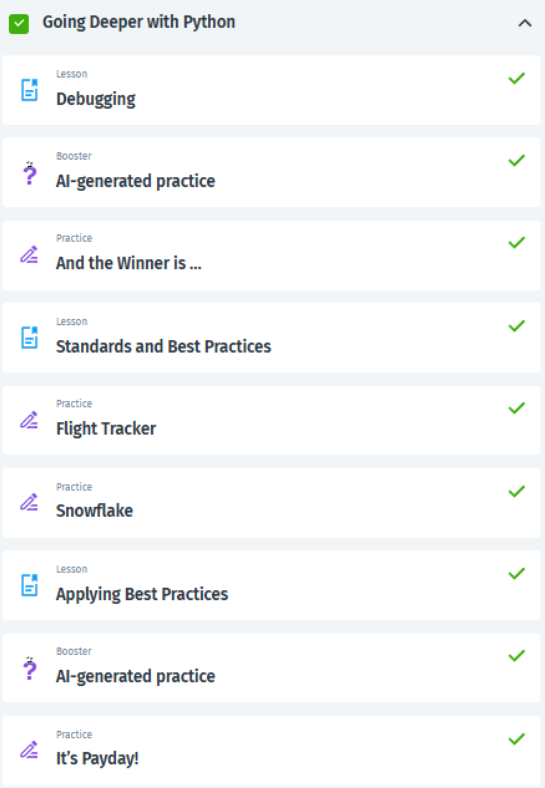 Going Deeper with Python
Lesson
Debugging
Booster
AI-generated practice
Practice
And the Winner is ...
Lesson
Standards and Best Practices
Practice
Flight Tracker
Practice
Snowflake
Lesson
Applying Best Practices
Booster
AI-generated practice
Practice
It’s Payday!